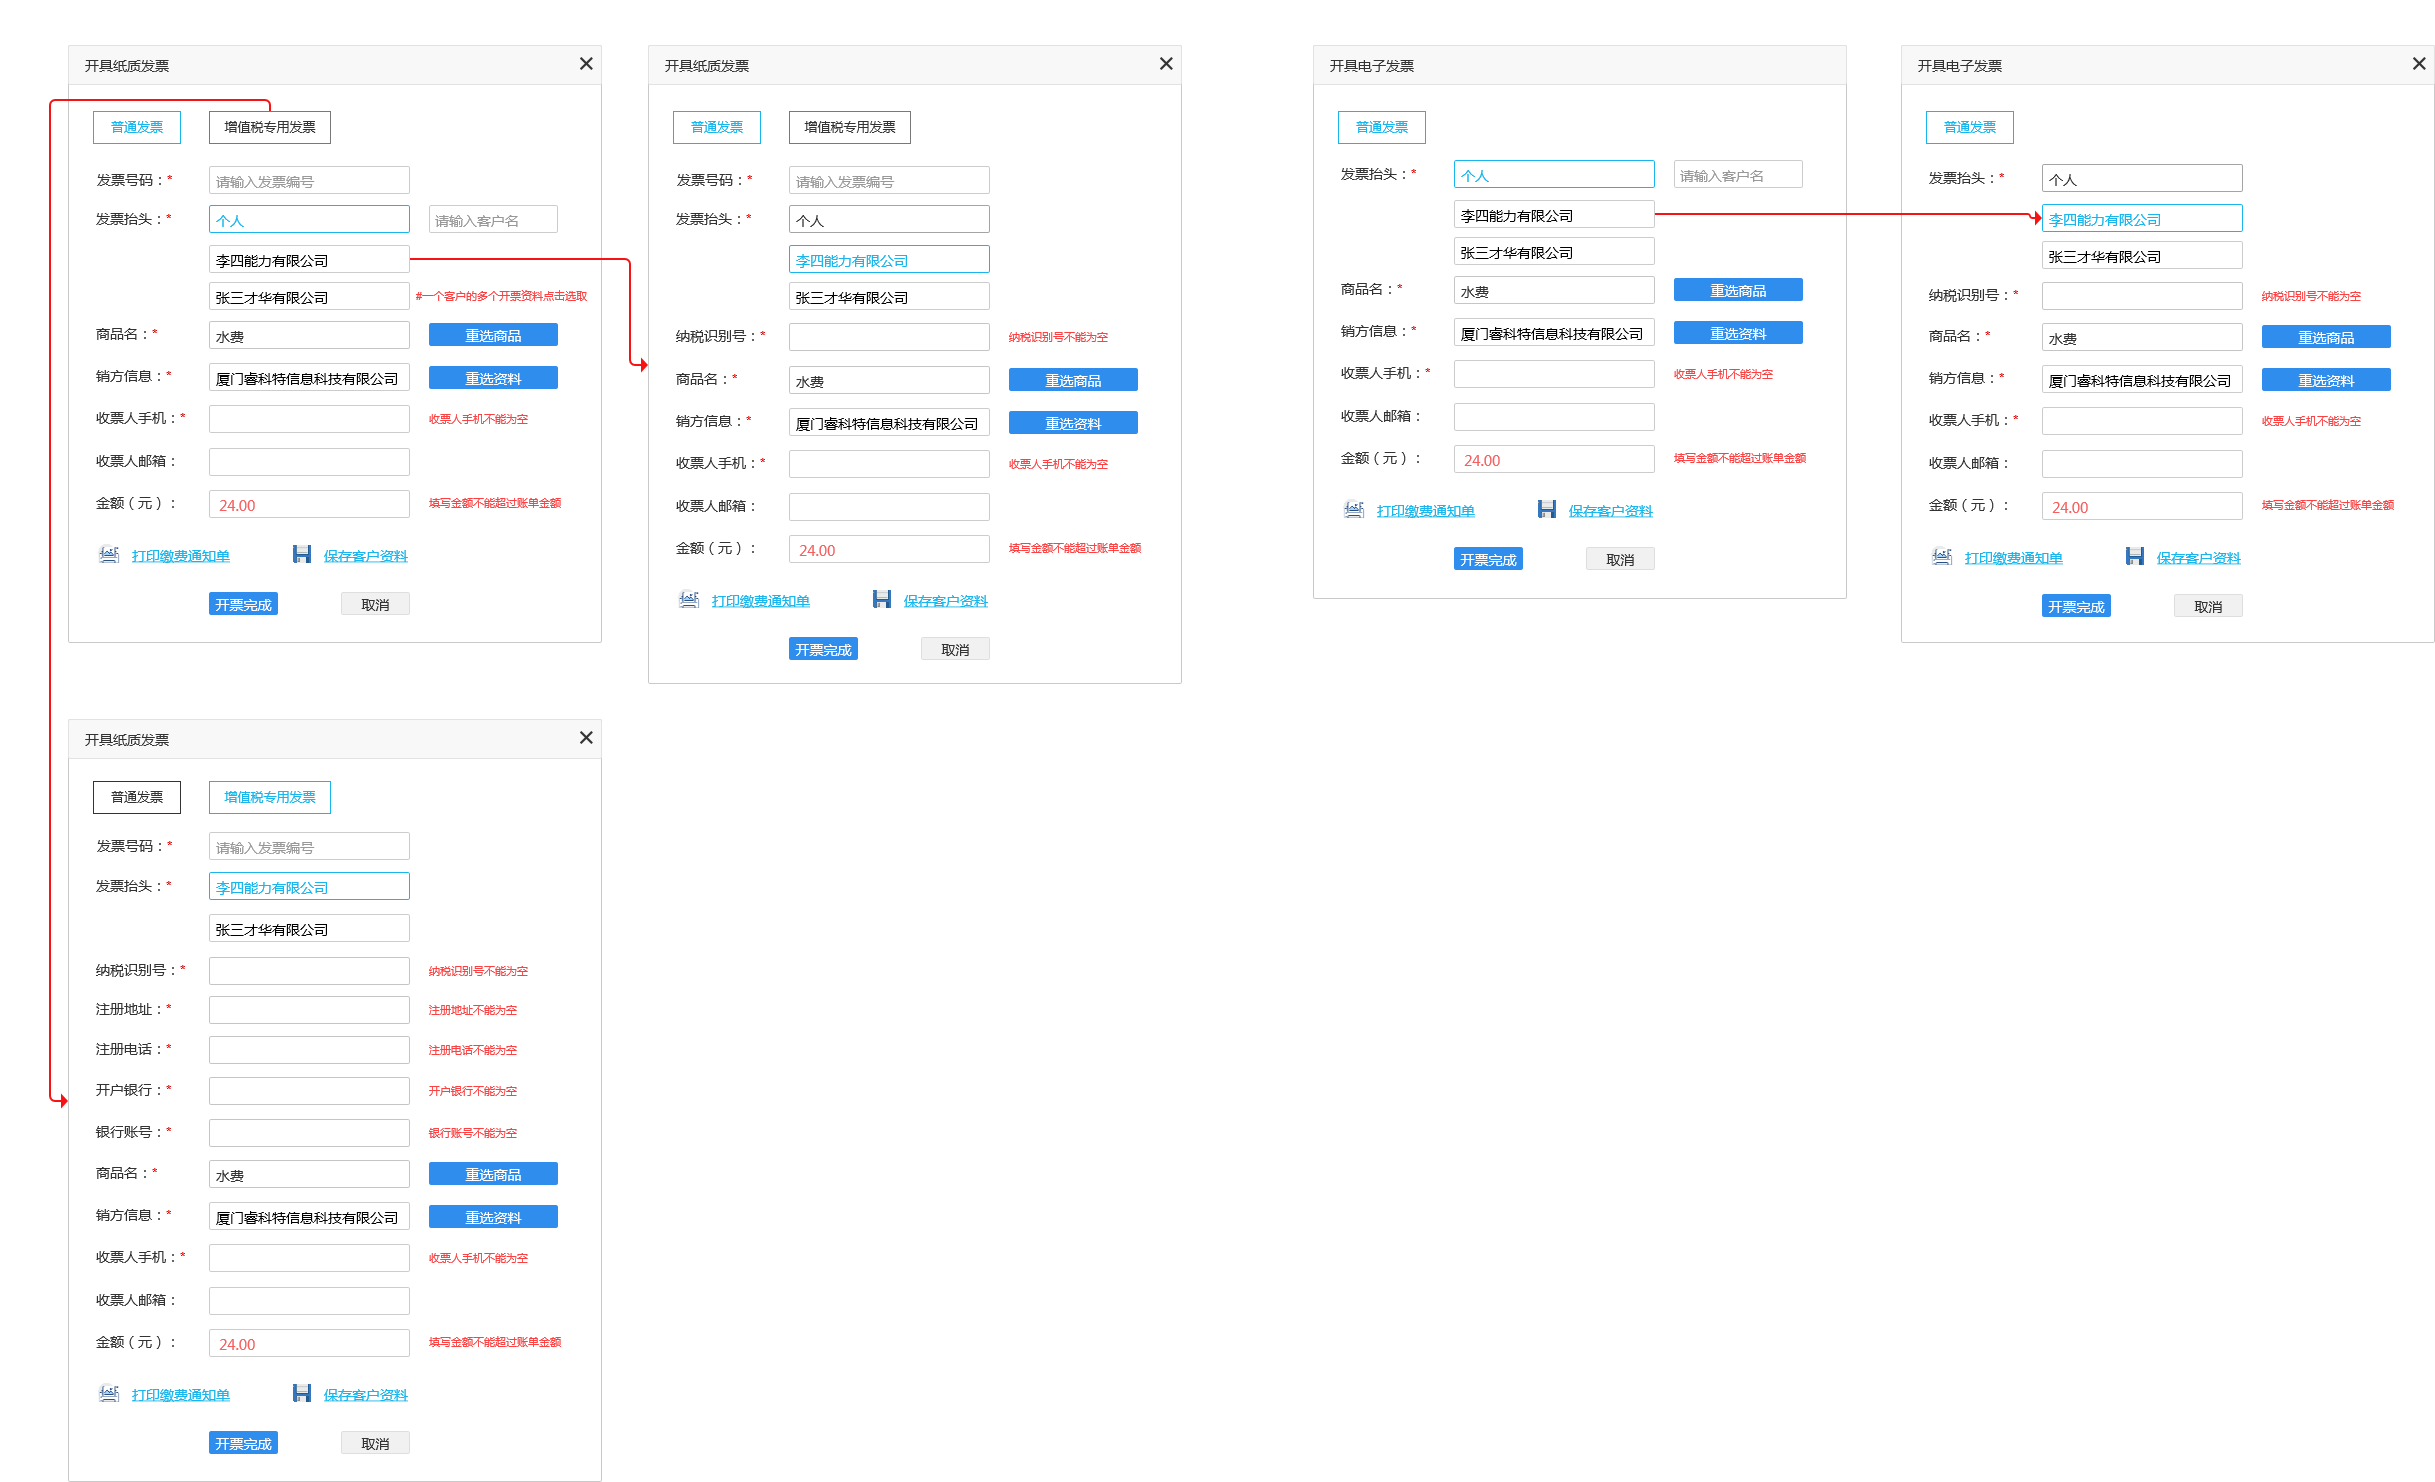 开具纸质发票
普通发票 增值税专用发票
发票号码：* 请输入发票编号
发票抬头：* 个人 请输入客户名
李四能力有限公司
张三才华有限公司 #一个客户的多个开票资料点击选取
商品名：* 水费 重选商品
销方信息：* 厦门睿科特信息科技有限公司 重选资料
收票人手机：* 收票人手机不能为空
收票人邮箱：
金额（元）： 24.00 填写金额不能超过账单金额
打印缴费通知单 保存客户资料
开票完成 取消
开具纸质发票
普通发票 增值税专用发票
发票号码：* 请输入发票编号
发票抬头：* 个人
李四能力有限公司
张三才华有限公司
纳税识别号：* 纳税识别号不能为空
商品名：* 水费 重选商品
销方信息：* 厦门睿科特信息科技有限公司 重选资料
收票人手机：* 收票人手机不能为空
收票人邮箱：
金额（元）： 24.00 填写金额不能超过账单金额
打印缴费通知单 保存客户资料
开票完成 取消
开具电子发票
普通发票
发票抬头：* 个人 请输入客户名
李四能力有限公司
张三才华有限公司
商品名：* 水费 重选商品
销方信息：* 厦门睿科特信息科技有限公司 重选资料
收票人手机：* 收票人手机不能为空
收票人邮箱：
金额（元）： 24.00 填写金额不能超过账单金额
打印缴费通知单 保存客户资料
开票完成 取消
开具电子发票
普通发票
发票抬头：* 个人
李四能力有限公司
张三才华有限公司
纳税识别号：* 纳税识别号不能为空
商品名：* 水费 重选商品
销方信息：* 厦门睿科特信息科技有限公司 重选资料
收票人手机：* 收票人手机不能为空
收票人邮箱：
金额（元）： 24.00 填写金额不能超过账单金额
打印缴费通知单 保存客户资料
开票完成 取消
开具纸质发票
普通发票 增值税专用发票
发票号码：* 请输入发票编号
发票抬头：* 李四能力有限公司
张三才华有限公司
纳税识别号：* 纳税识别号不能为空
注册地址：* 注册地址不能为空
注册电话：* 注册电话不能为空
开户银行：* 开户银行不能为空
银行账号：* 银行账号不能为空
商品名：* 水费 重选商品
销方信息：* 厦门睿科特信息科技有限公司 重选资料
收票人手机：* 收票人手机不能为空
收票人邮箱：
金额（元）： 24.00 填写金额不能超过账单金额
打印缴费通知单 保存客户资料
开票完成 取消